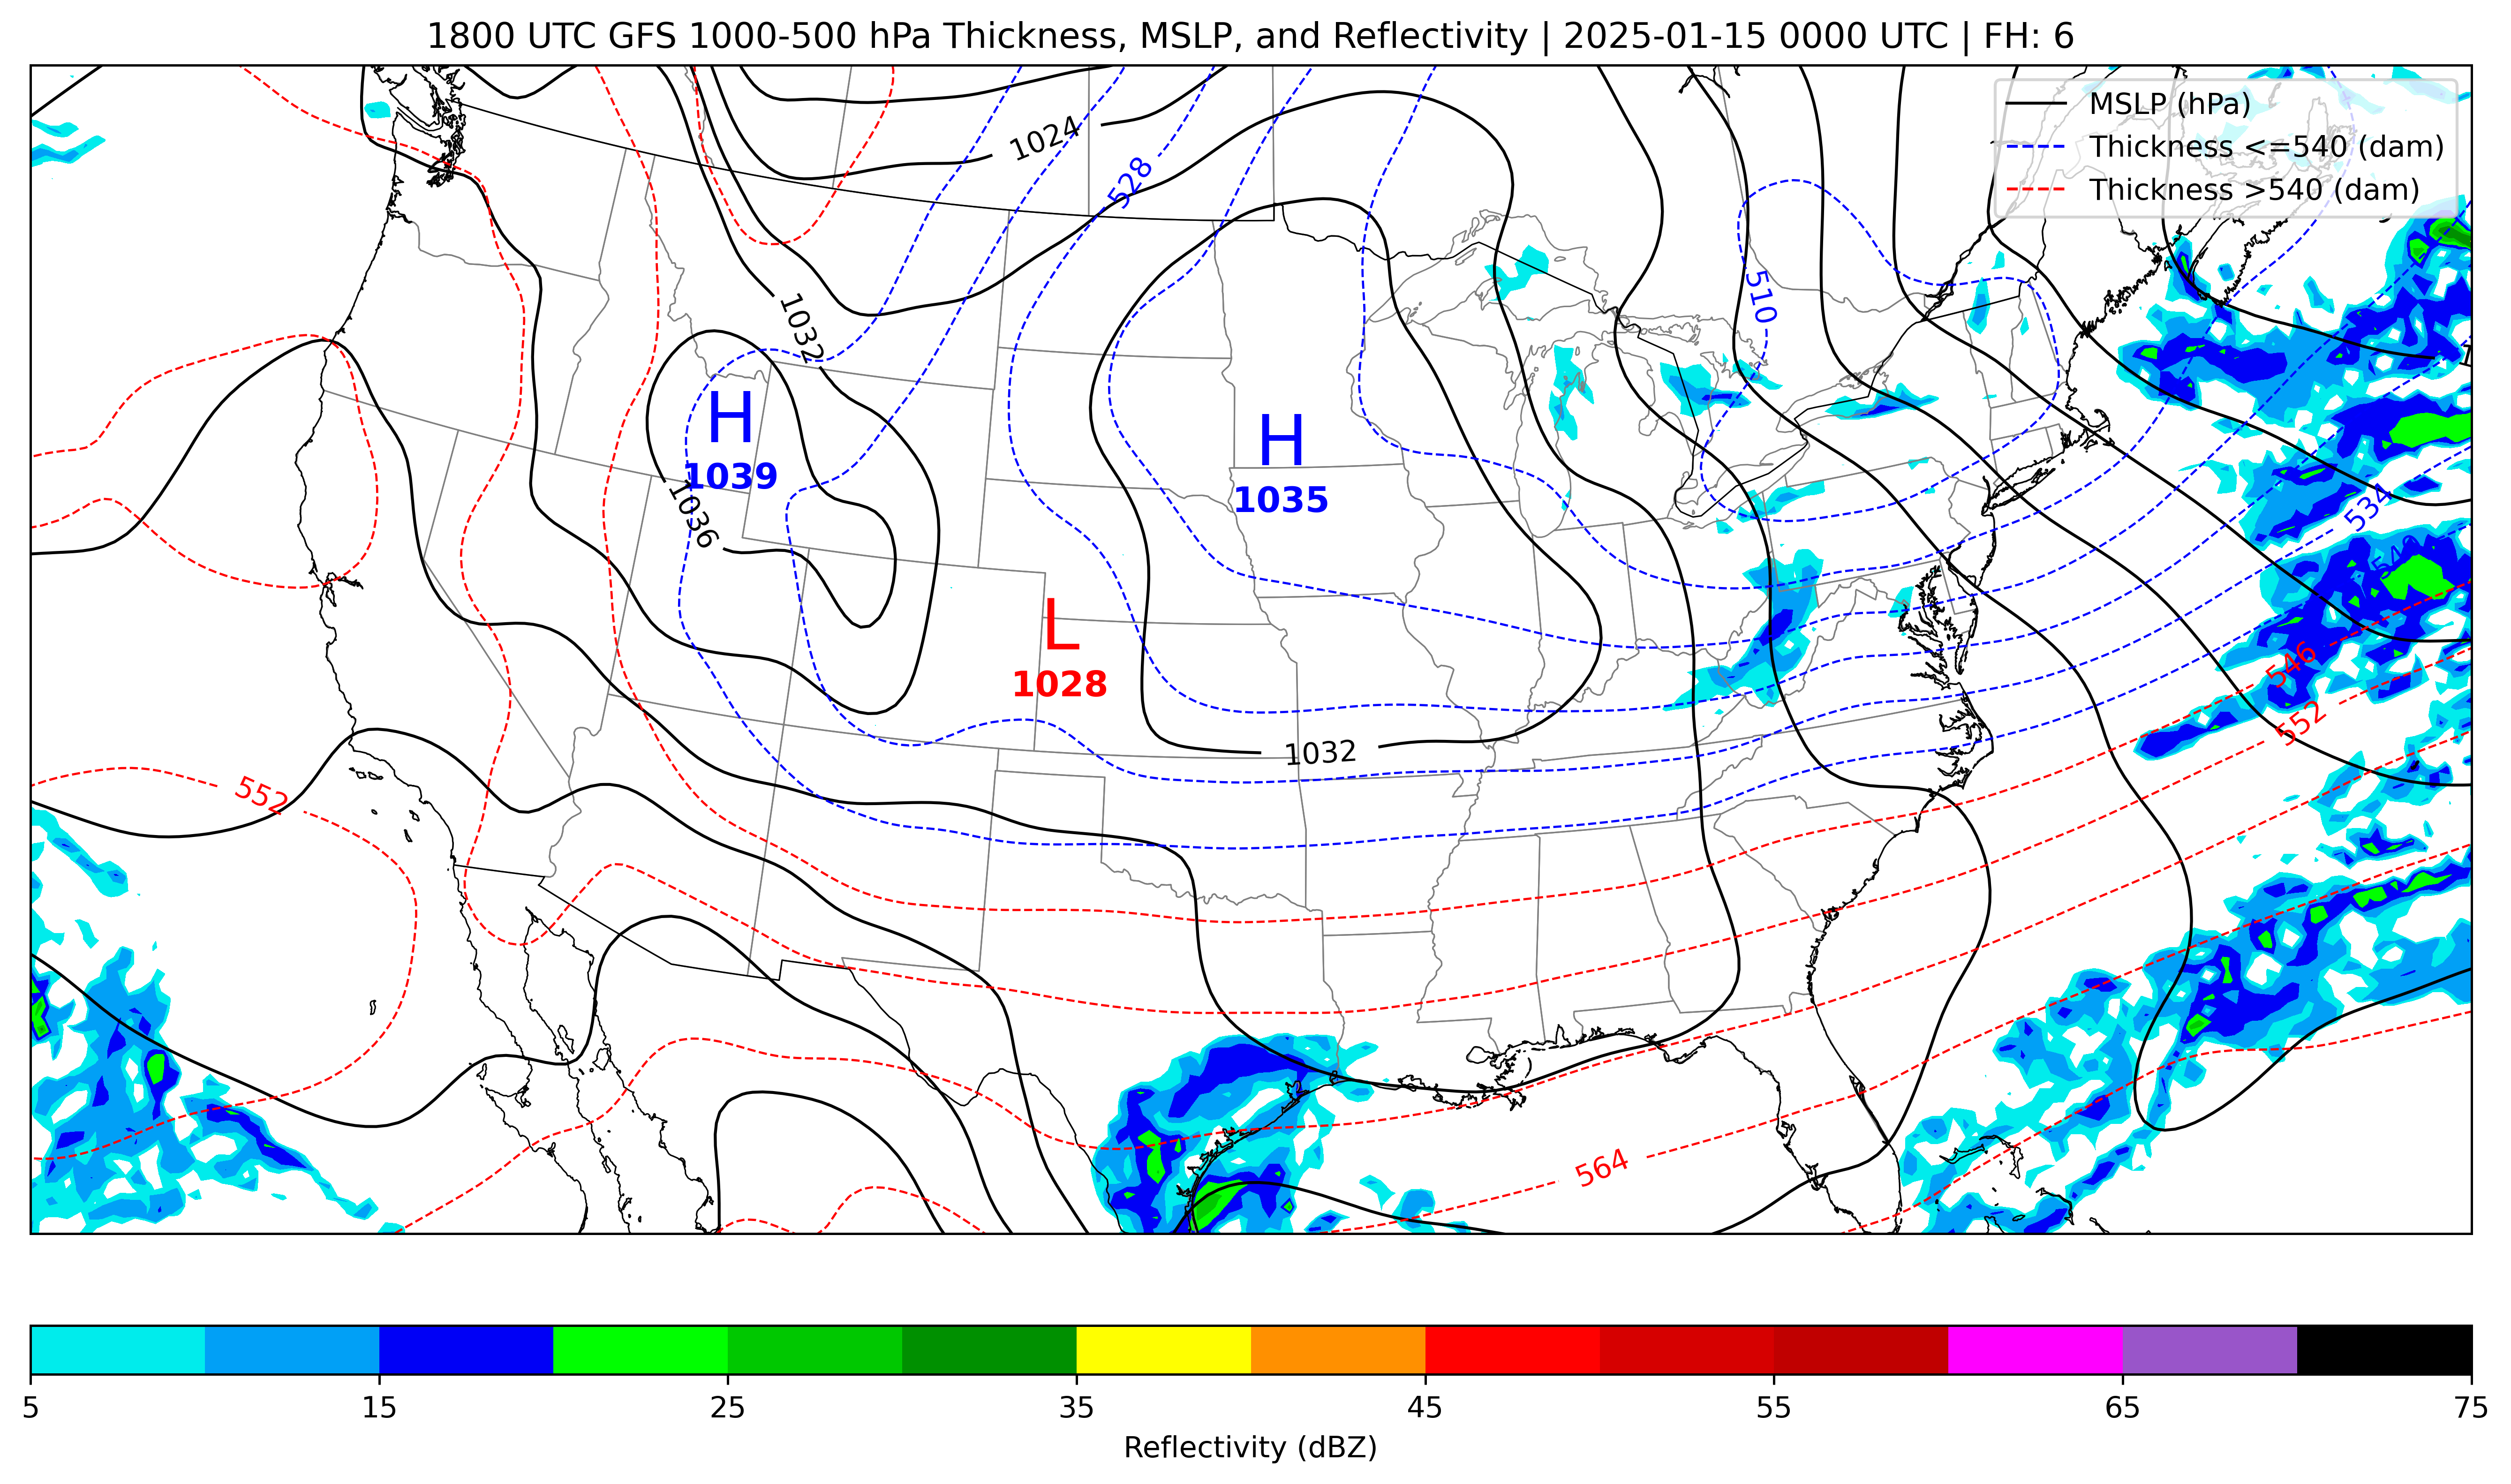 1800 UTC GFS 1000-500 hPa Thickness, MSLP, and Reflectivity | 2025-01-15 0000 UTC | FH: 6
MSLP (hPa)
Thickness <=540 (dam)
Thickness >540 (dam)
1024
528
510
1032
H
1039
H
1035
1036
534
540
L
1028
546
552
1032
552
564
5
15
25
35
45
55
65
75
Reflectivity (dBZ)